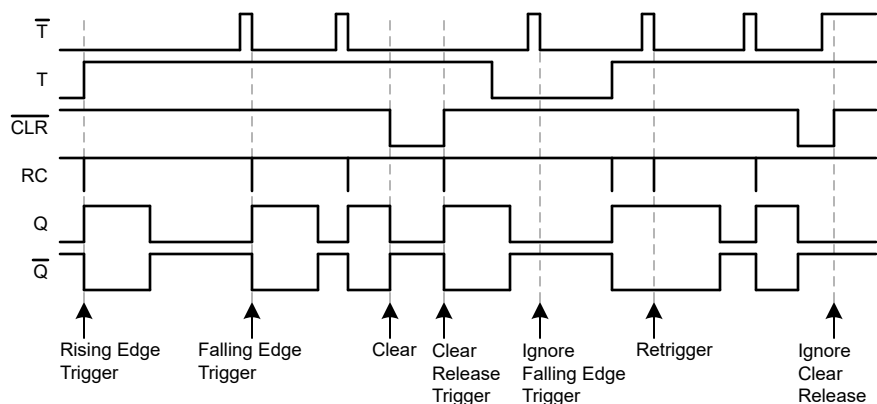 T̅
T
C̅L̅R̅
RC
Q
Q̅
Rising Edge
Trigger
Falling Edge
Trigger
Clear
Clear
Release
Trigger
Ignore
Falling Edge
Trigger
Retrigger
Ignore
Clear
Release